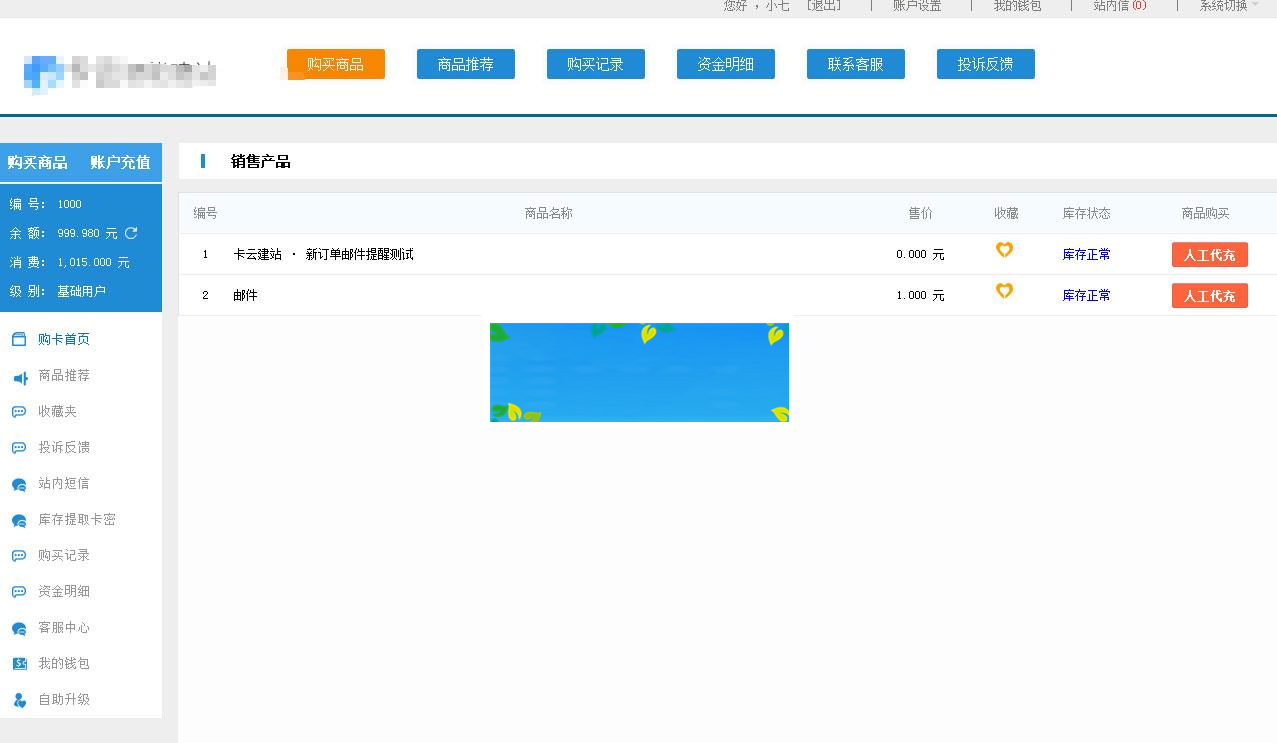 您好 ，小七 [退出] | 账户设置 | 我的钱包 | 站内信(0) | 系统切换
购买商品 商品推荐 购买记录 资金明细 联系客服 投诉反馈
购买商品 账户充值
编 号： 1000
余 额： 999.980 元
消 费： 1,015.000 元
级 别： 基础用户
购卡首页
商品推荐
收藏夹
投诉反馈
站内短信
库存提取卡密
购买记录
资金明细
客服中心
我的钱包
自助升级
销售产品
编号 商品名称 售价 收藏 库存状态 商品购买
1 卡云建站 · 新订单邮件提醒测试 0.000 元 库存正常 人工代充
2 邮件 1.000 元 库存正常 人工代充